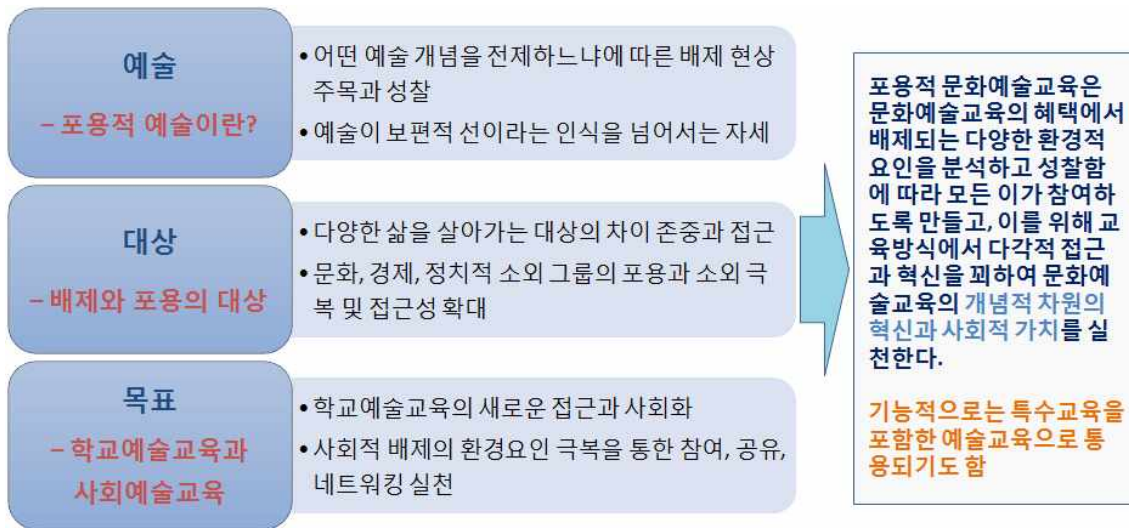 예술
– 포용적 예술이란?
• 어떤 예술 개념을 전제하느냐에 따른 배제 현상
주목과 성찰
• 예술이 보편적 선이라는 인식을 넘어서는 자세
대상
– 배제와 포용의 대상
• 다양한 삶을 살아가는 대상의 차이 존중과 접근
• 문화, 경제, 정치적 소외 그룹의 포용과 소외 극
복 및 접근성 확대
목표
– 학교예술교육과
사회예술교육
• 학교예술교육의 새로운 접근과 사회화
• 사회적 배제의 환경요인 극복을 통한 참여, 공유,
네트워킹 실천
포용적 문화예술교육은
문화예술교육의 혜택에서
배제되는 다양한 환경적
요인을 분석하고 성찰함
에 따라 모든 이가 참여하
도록 만들고, 이를 위해 교
육방식에서 다각적 접근
과 혁신을 꾀하여 문화예
술교육의 개념적 차원의
혁신과 사회적 가치를 실
천한다.
기능적으로는 특수교육을
포함한 예술교육으로 통
용되기도 함